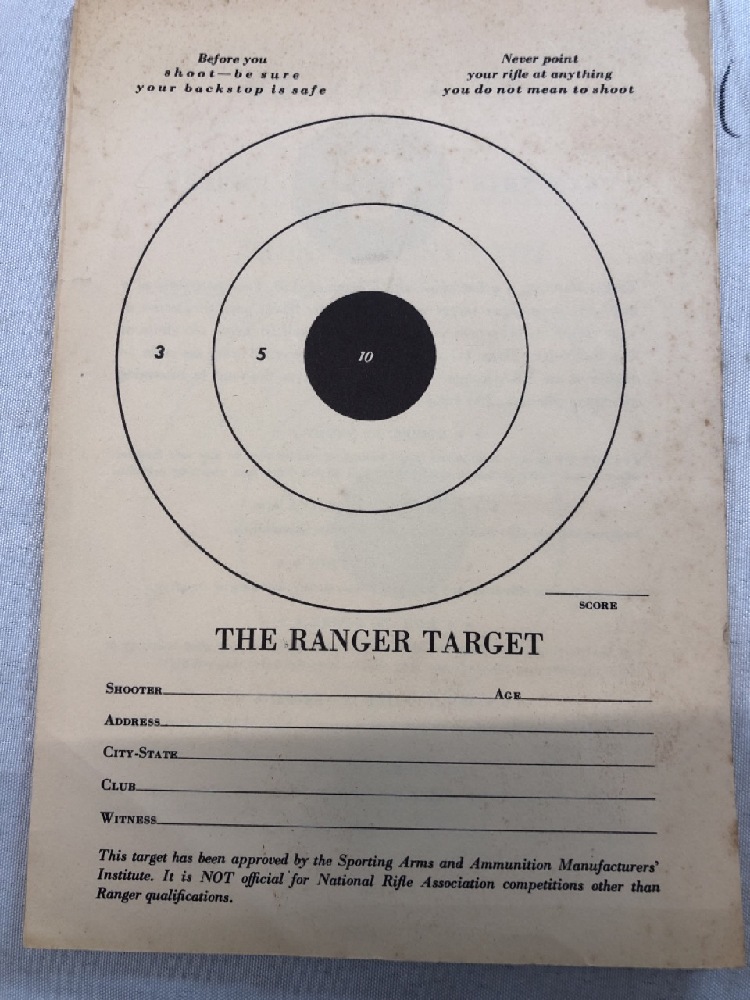 Before you
shoot—be sure
your backstop is safe
Never point
your rifle at anything
you do not mean to shoot
3 5 10
SCORE
THE RANGER TARGET
SHOOTER AGE
ADDRESS
CITY-STATE
CLUB
WITNESS
This target has been approved by the Sporting Arms and Ammunition Manufacturers'
Institute. It is NOT official for National Rifle Association competitions other than
Ranger qualifications.